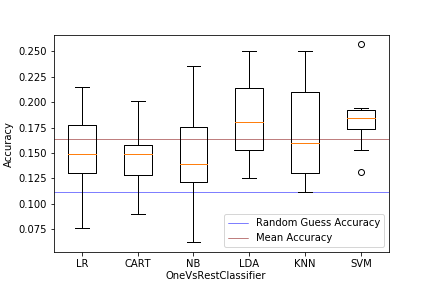 0.250
0.225
0.200
0.175
0.150
0.125
0.100
0.075
Accuracy
Random Guess Accuracy
Mean Accuracy
LR CART NB LDA KNN SVM
OneVsRestClassifier